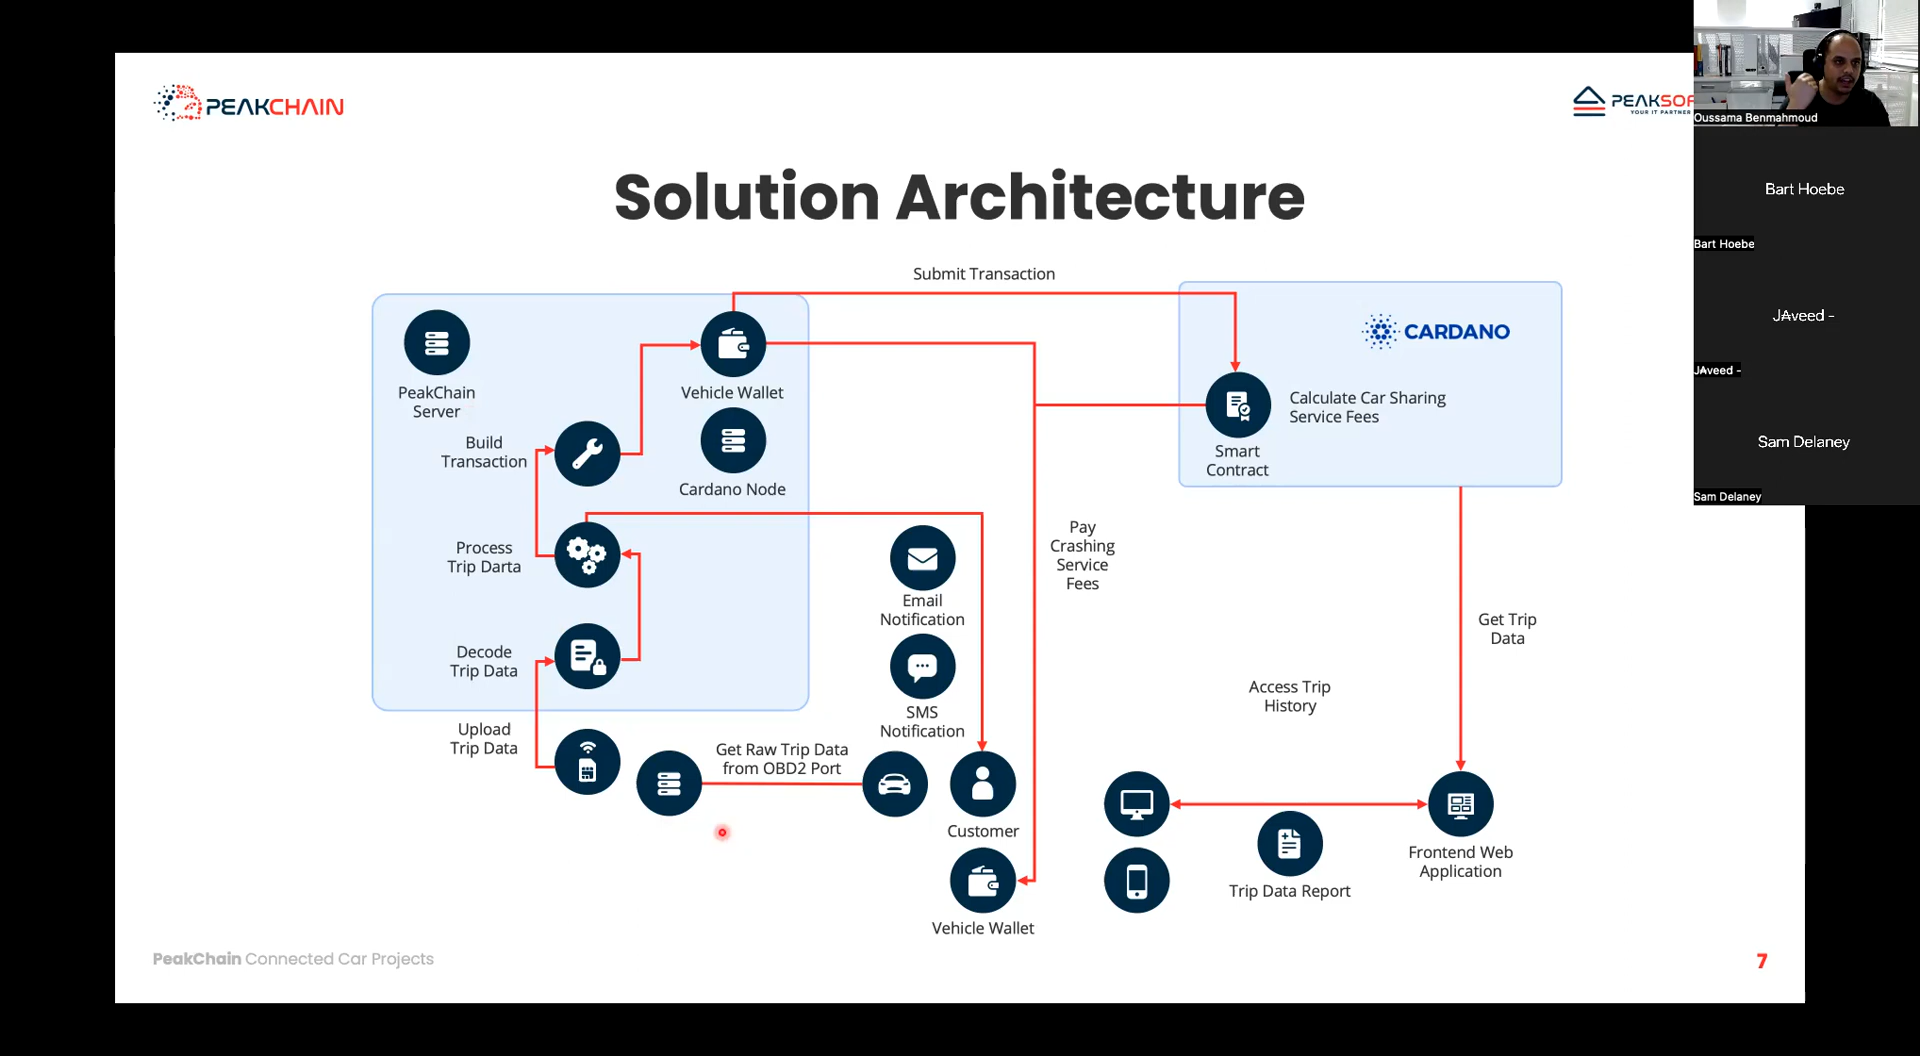 PEAKCHAIN
PEAKSOF
YOUR IT PARTNER
Solution Architecture
Submit Transaction
CARDANO
PeakChain
Server
Vehicle Wallet
Calculate Car Sharing
Service Fees
Build
Transaction
Smart
Contract
Cardano Node
Process
Trip Darta
Pay
Crashing
Service
Fees
Email
Notification
Get Trip
Data
Decode
Trip Data
SMS
Notification
Access Trip
History
Upload
Trip Data
Get Raw Trip Data
from OBD2 Port
Customer
Frontend Web
Application
Trip Data Report
Vehicle Wallet
PeakChain Connected Car Projects
7
Oussama Benmahmoud
Bart Hoebe
Bart Hoebe
JAveed -
JAveed -
Sam Delaney
Sam Delaney